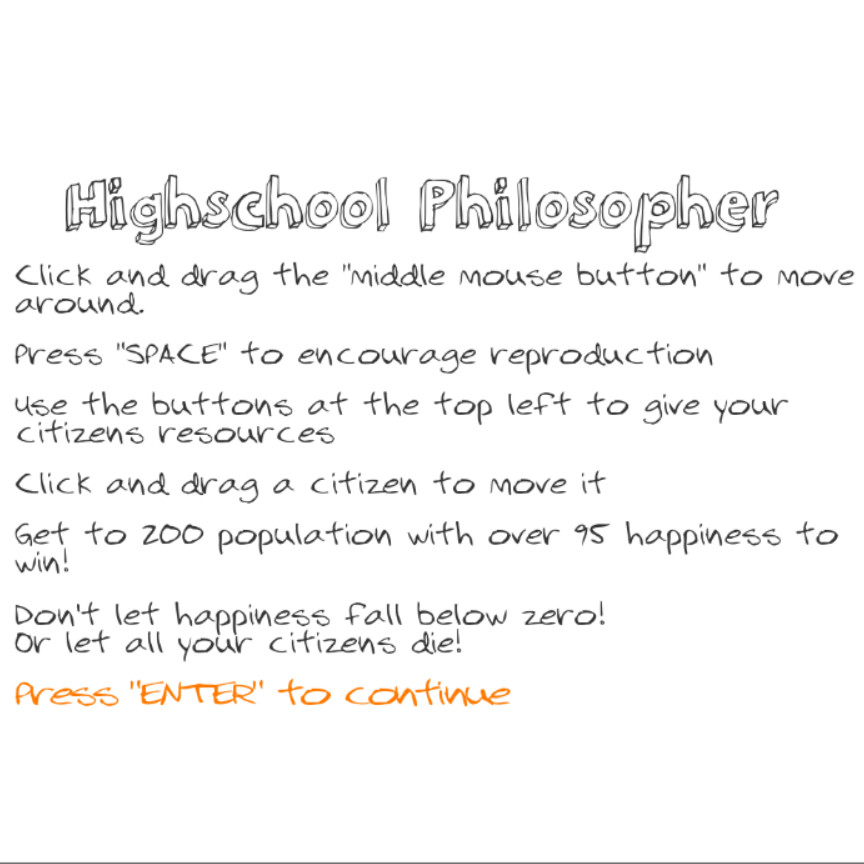 Highschool Philosopher
Click and drag the "middle mouse button" to move
around.
Press "SPACE" to encourage reproduction
Use the buttons at the top left to give your
citizens resources
Click and drag a citizen to move it
Get to 200 population with over 95 happiness to
win!
Don't let happiness fall below zero!
Or let all your citizens die!
Press "ENTER" to continue